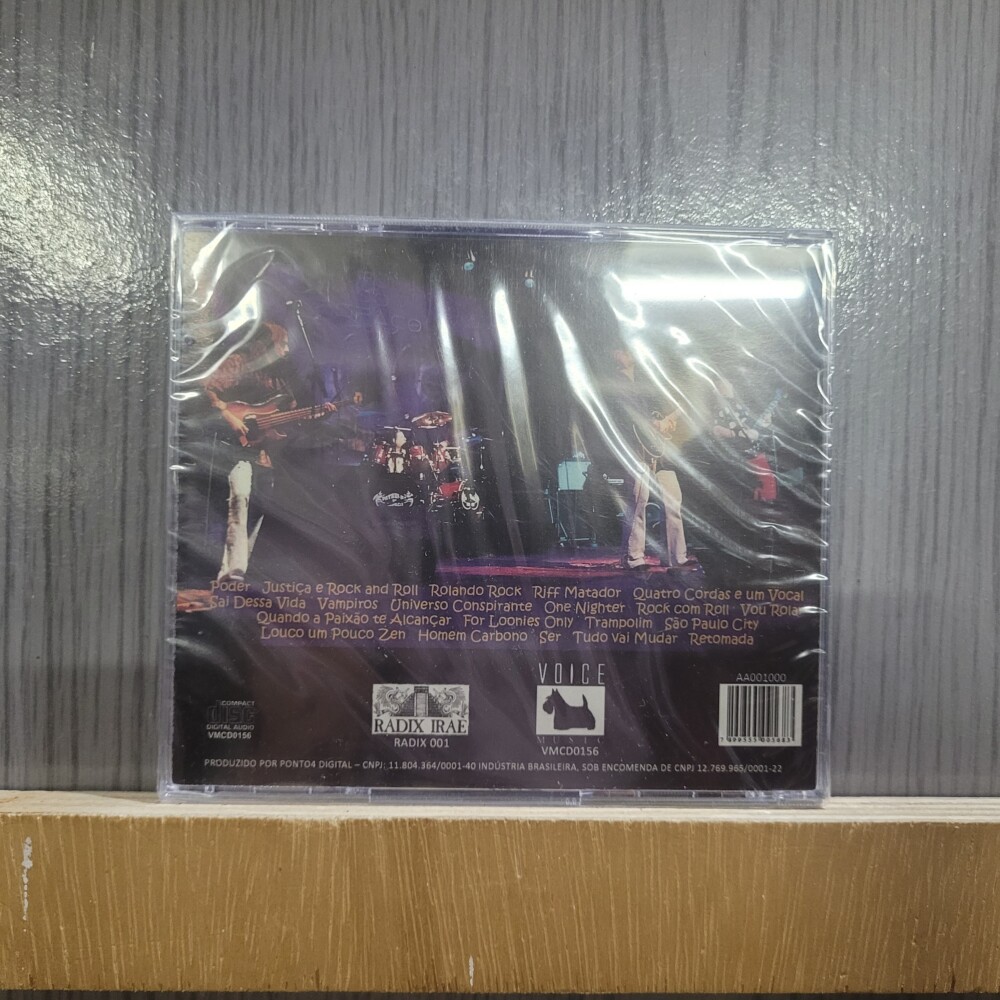 Poder Justiça e Rock and Roll Rolando Rock Riff Matador Quatro Cordas e um Vocal
Sai Dessa Vida Vampiros Universo Conspirante One Nighter Rock com Roll Vou Rolar
Quando a Paixão te Alcançar For Loonies Only Trampolim São Paulo City
Louco um Pouco Zen Homem Carbono Ser Tudo Vai Mudar Retomada
COMPACT
disc
DIGITAL AUDIO
VMCD0156
RADIX IRAE
RADIX 001
VOICE
MUSIC
VMCD0156
AA001000
PRODUZIDO POR PONTO4 DIGITAL – CNPJ: 11.804.364/0001-40 INDÚSTRIA BRASILEIRA, SOB ENCOMENDA DE CNPJ 12.769.965/0001-22